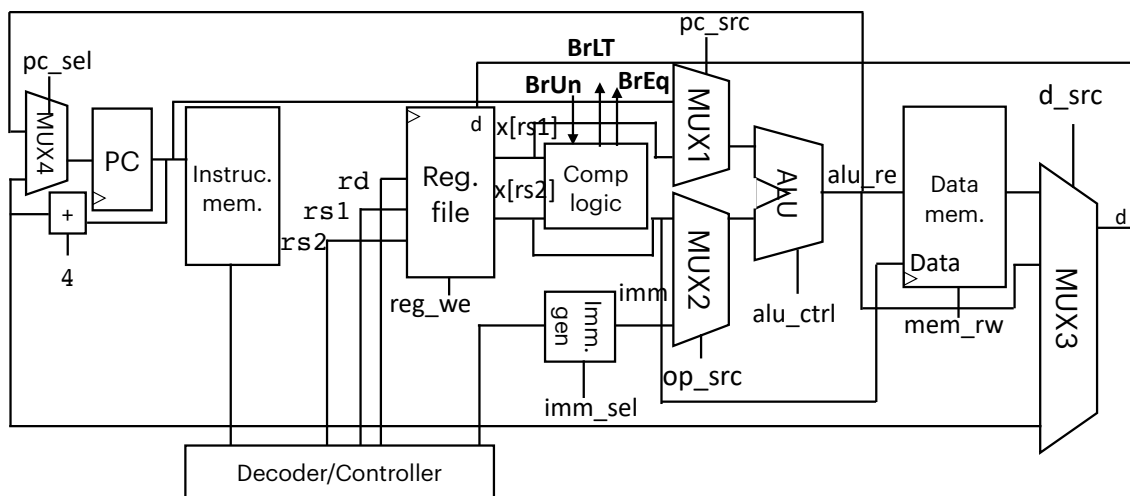 pc_src
BrLT
pc_sel
BrUn
BrEq
d_src
MUX4
PC
Instruc.
mem.
d
x[rs1]
MUX1
rd
Reg.
file
x[rs2]
Comp
logic
ALU
alu_re
Data
mem.
rs1
+
rs2
d
4
Data
reg_we
Imm.
gen
imm
MUX2
alu_ctrl
mem_rw
MUX3
op_src
imm_sel
Decoder/Controller